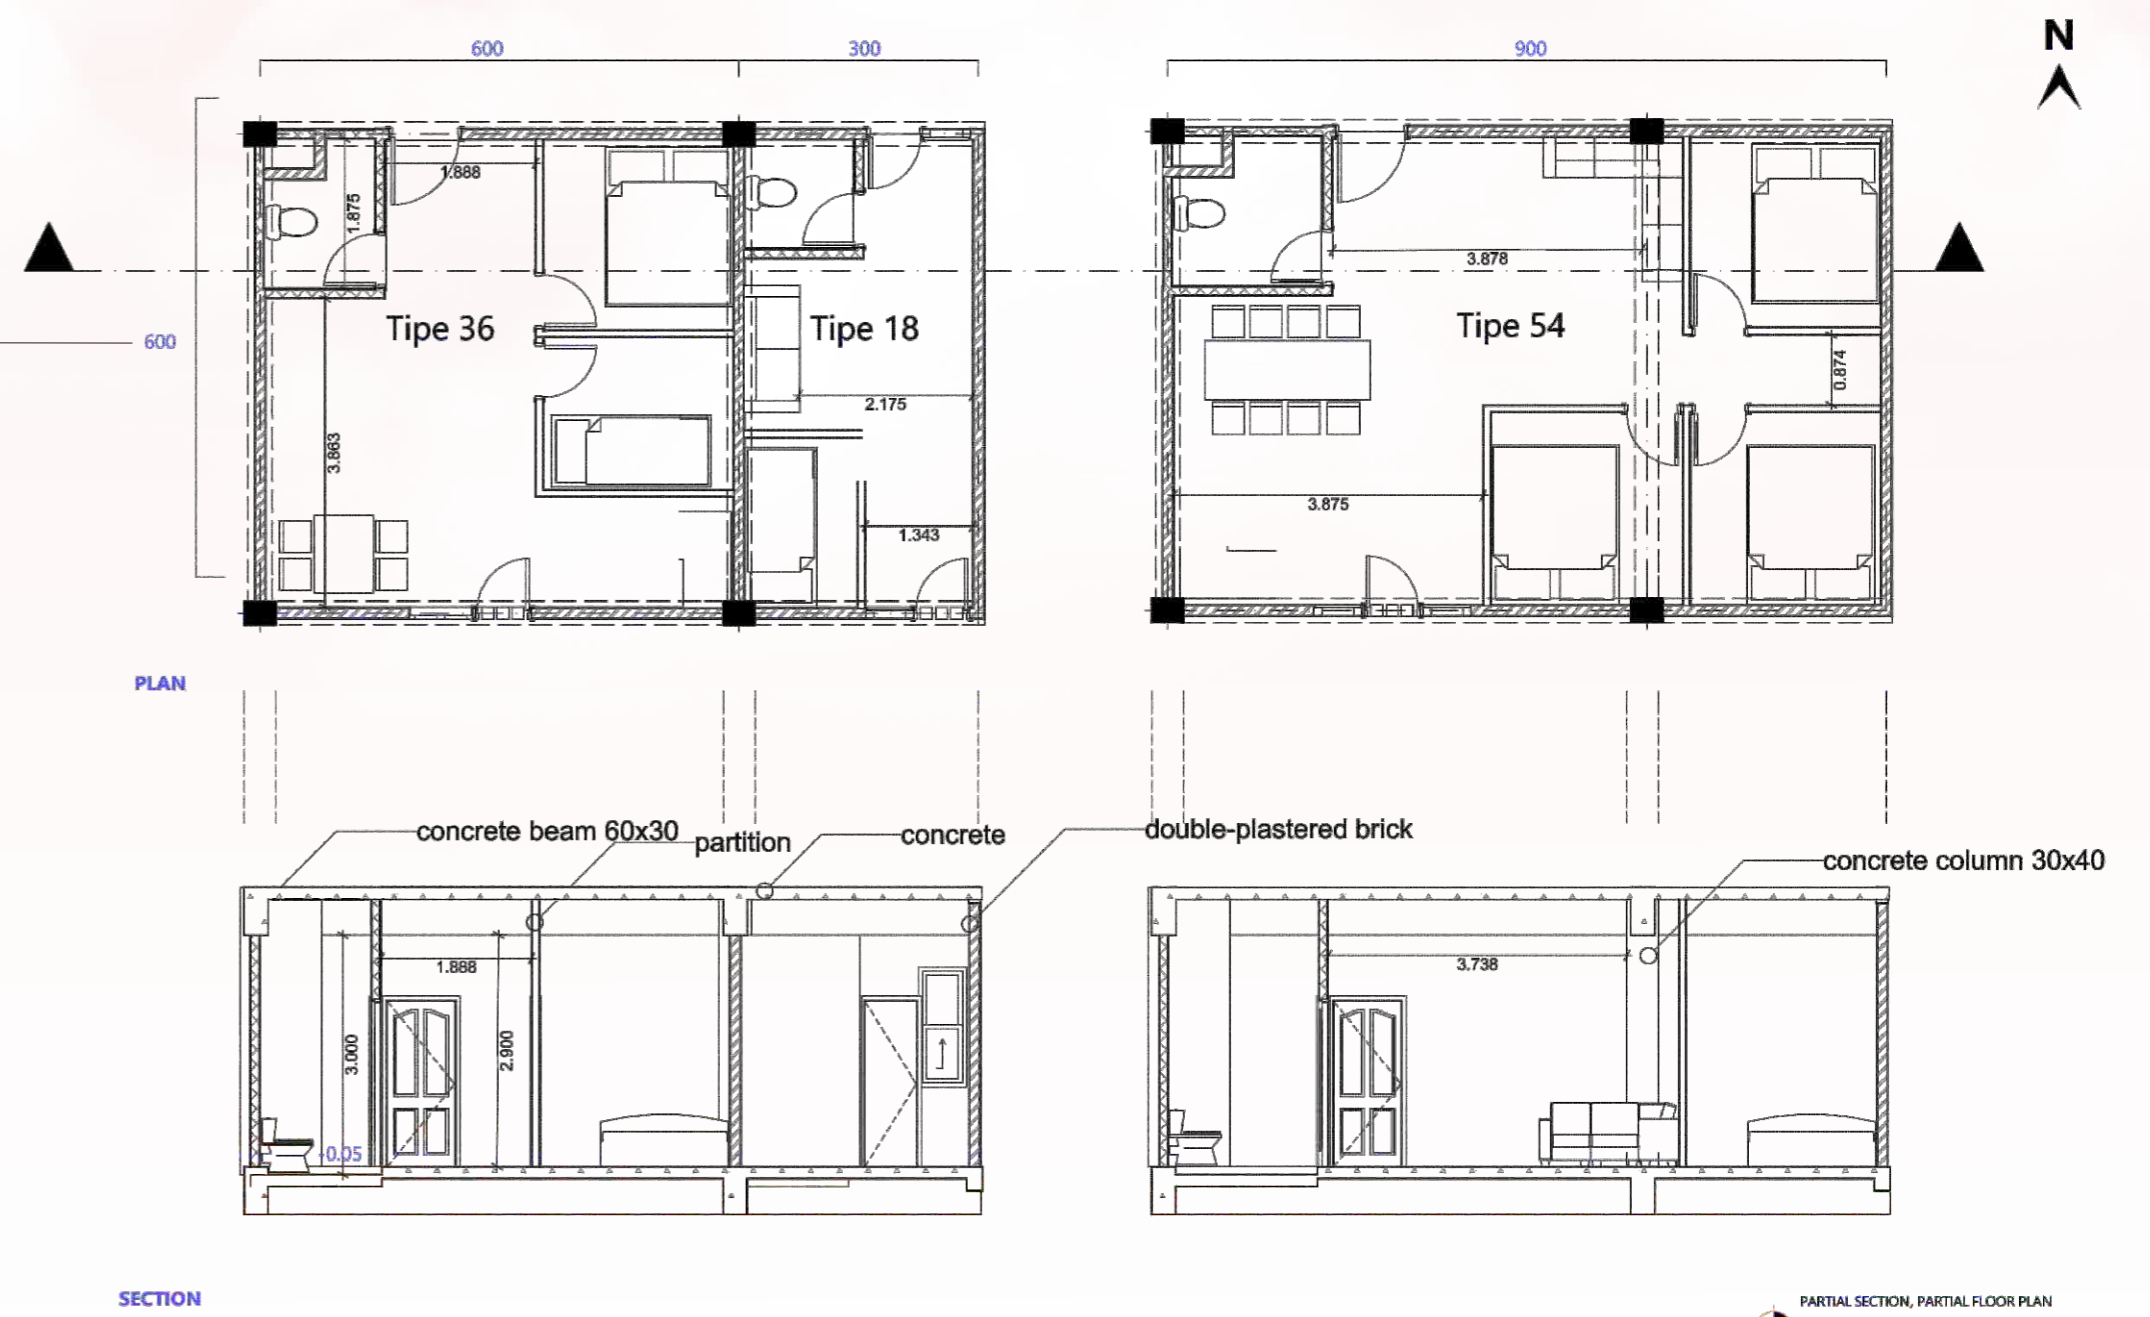 N
600
300
900
1.888
1.875
3.878
Tipe 36
Tipe 18
Tipe 54
600
0.874
2.175
3.863
3.875
1.343
PLAN
concrete beam 60x30
partition
concrete
double-plastered brick
concrete column 30x40
1.888
3.738
3.000
2.900
-0.05
SECTION
PARTIAL SECTION, PARTIAL FLOOR PLAN